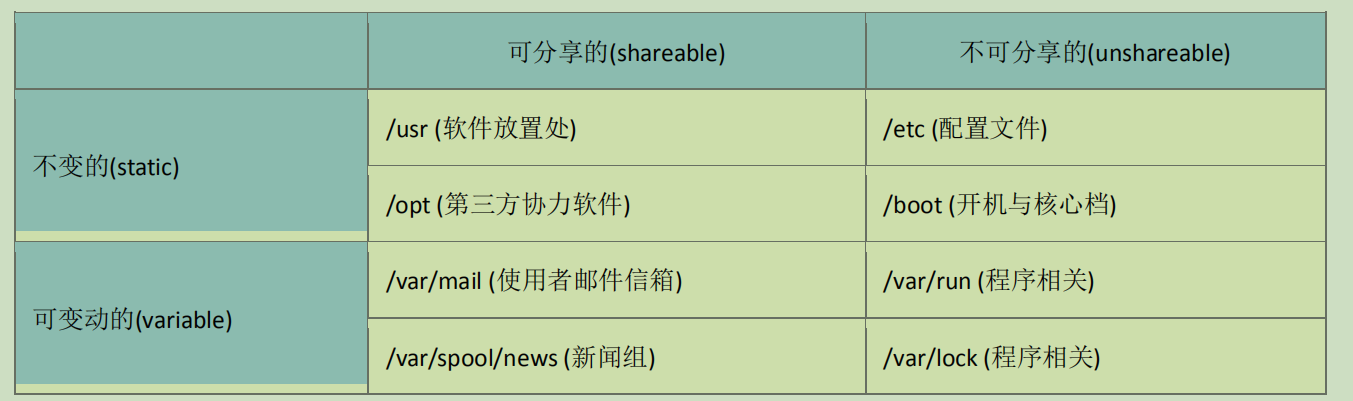 可分享的(shareable) 不可分享的(unshareable)
不变的(static) /usr (软件放置处) /etc (配置文件)
/opt (第三方协力软件) /boot (开机与核心档)
可变动的(variable) /var/mail (使用者邮件信箱) /var/run (程序相关)
/var/spool/news (新闻组) /var/lock (程序相关)